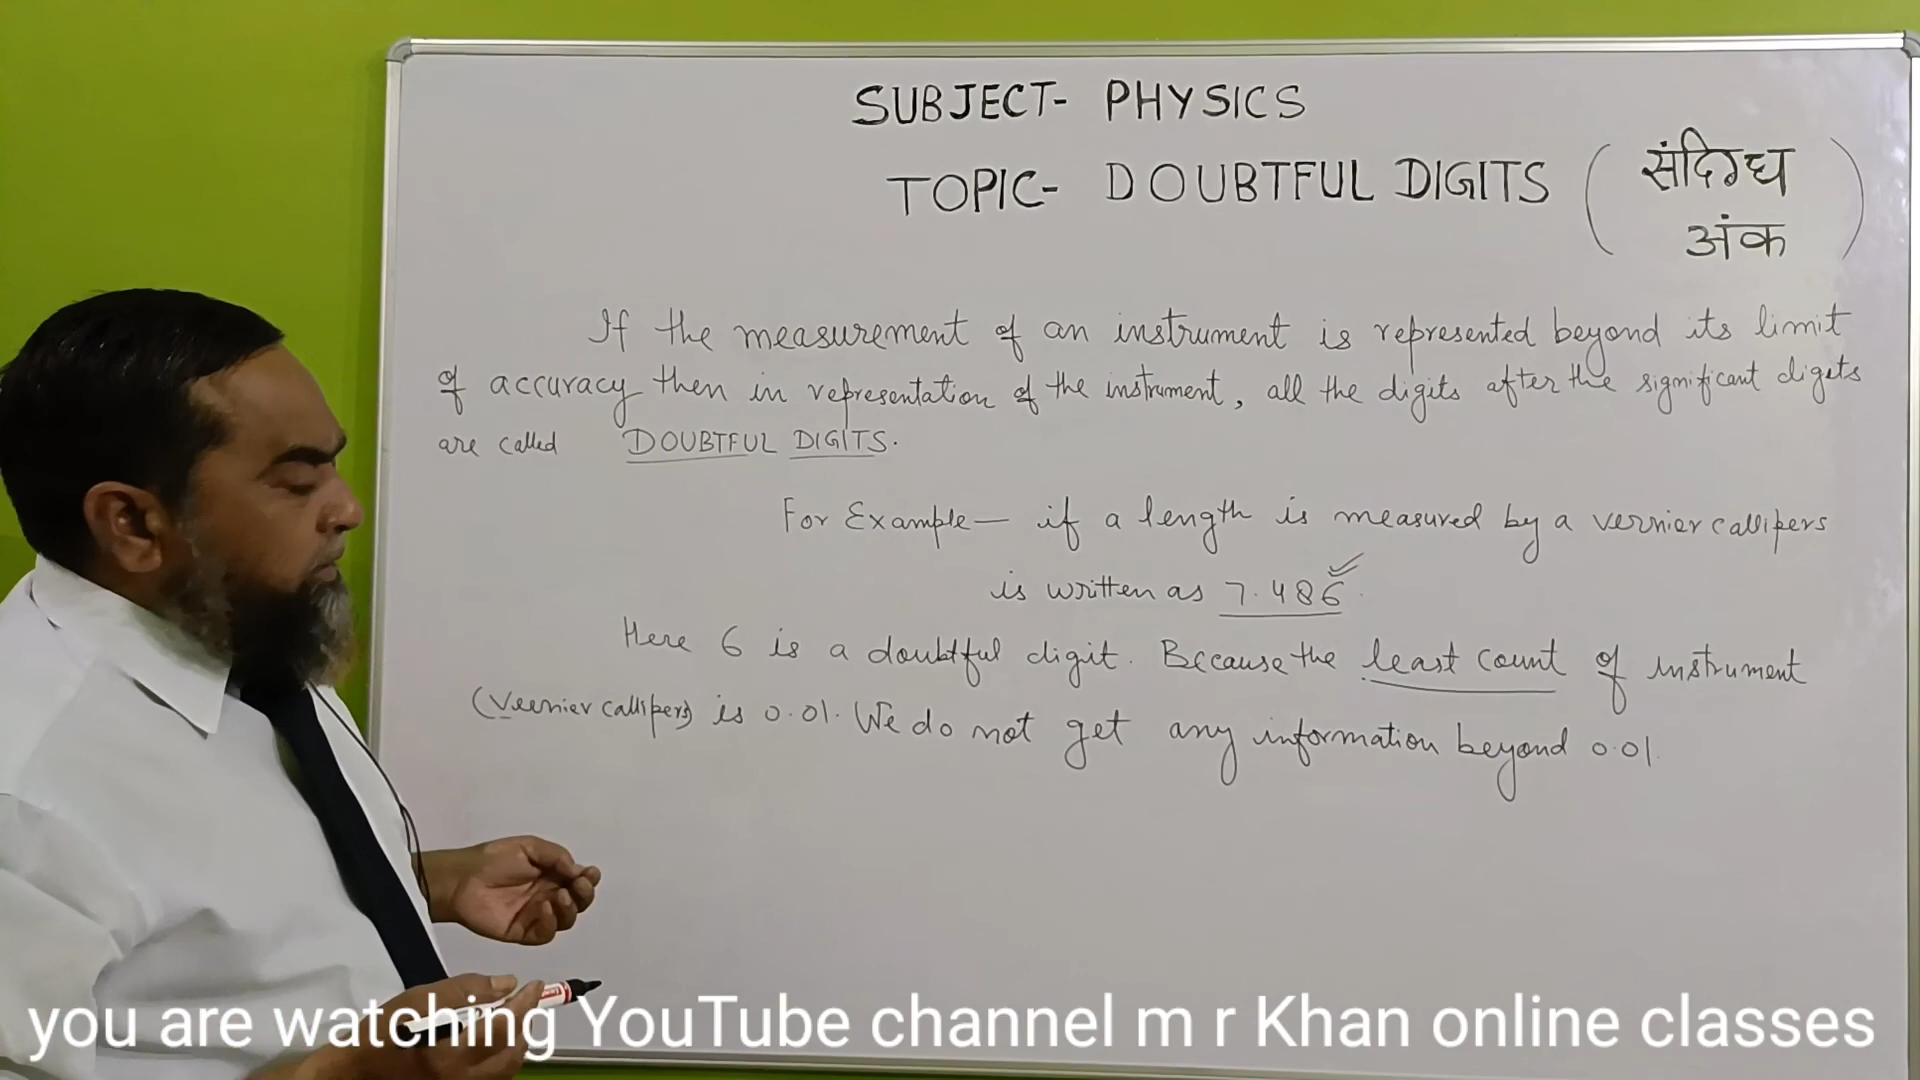 SUBJECT- PHYSICS
TOPIC- DOUBTFUL DIGITS (संदिग्ध
अंक)
If the measurement of an instrument is represented beyond its limit
of accuracy then in representation of the instrument, all the digits after the significant digits
are called DOUBTFUL DIGITS.
For Example— if a length is measured by a vernier callipers
is written as 7.486.
Here 6 is a doubtful digit. Because the least count of instrument
(Veernier callipers) is 0.01. We do not get any information beyond 0.01.
you are watching YouTube channel m r Khan online classes